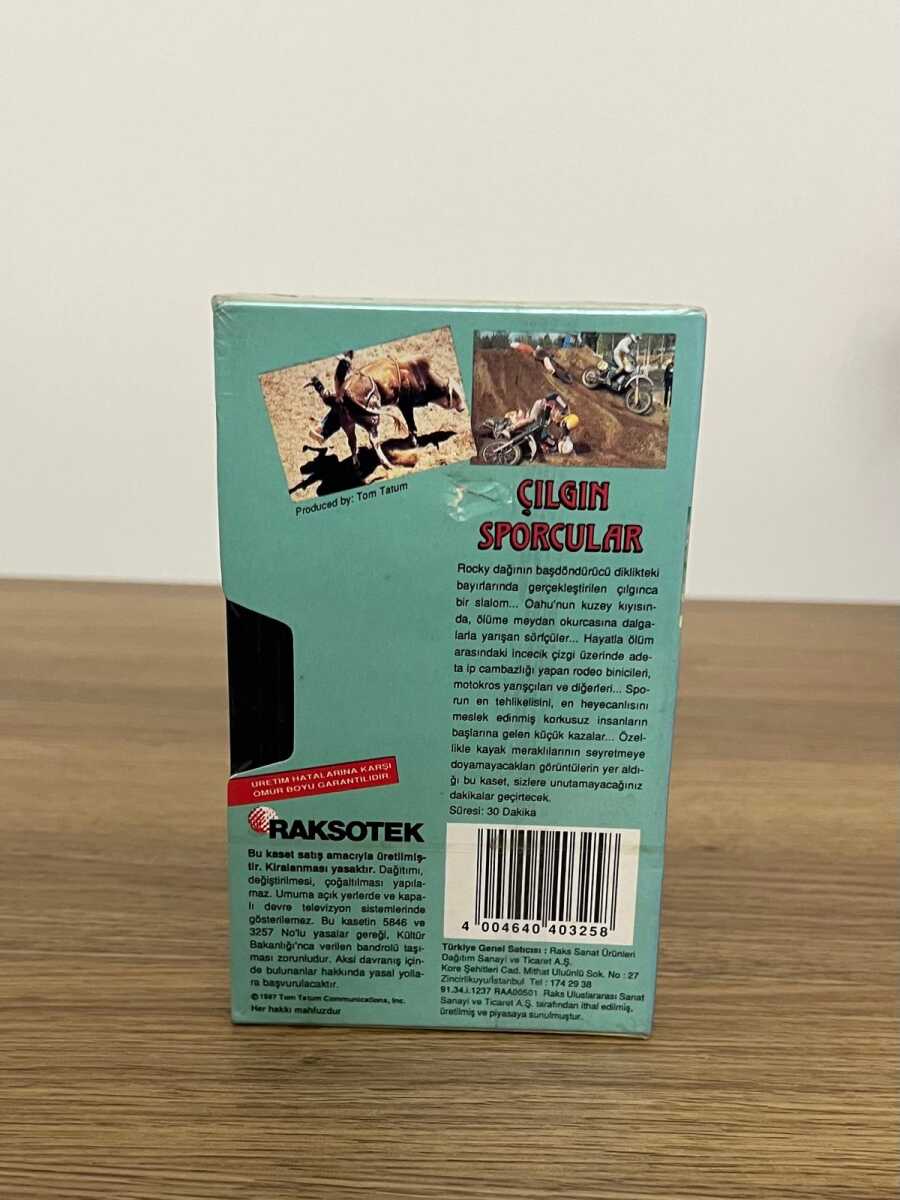 Produced by: Tom Tatum
ÇILGIN
SPORCULAR
Rocky dağının başdöndürücü diklikteki
bayırlarında gerçekleştirilen çılgınca
bir slalom... Oahu'nun kuzey kıyısın-
da, ölüme meydan okurcasına dalga-
larla yarışan sörfçüler... Hayatla ölüm
arasındaki incecik çizgi üzerinde ade-
ta ip cambazlığı yapan rodeo binicileri,
motokros yarışçıları ve diğerleri... Spo-
run en tehlikelisini, en heyecanlısını
meslek edinmiş korkusuz insanların
başlarına gelen küçük kazalar... Özel-
likle kayak meraklılarının seyretmeye
doyamayacakları görüntülerin yer aldı-
ğı bu kaset, sizlere unutamayacağınız
dakikalar geçirtecek.
Süresi: 30 Dakika
ÜRETİM HATALARINA KARŞI
ÖMÜR BOYU GARANTİLİDİR
RAKSOTEK
Bu kaset satış amacıyla üretilmiş-
tir. Kiralanması yasaktır. Dağıtımı,
değiştirilmesi, çoğaltılması yapıla-
maz. Umuma açık yerlerde ve kapa-
lı devre televizyon sistemlerinde
gösterilemez. Bu kasetin 5846 ve
3257 No'lu yasalar gereği, Kültür
Bakanlığı'nca verilen bandrolü taşı-
ması zorunludur. Aksi davranış için-
de bulunanlar hakkında yasal yolla-
ra başvurulacaktır.
© 1987 Tom Tatum Communications, Inc.
Her hakkı mahfuzdur
4 004640 403258
Türkiye Genel Satıcısı : Raks Sanat Ürünleri
Dağıtım Sanayi ve Ticaret A.Ş.
Kore Şehitleri Cad. Mithat Uluünlü Sok. No : 27
Zincirlikuyu/İstanbul Tel : 174 29 38
91.34.i.1237 RAA00501 Raks Uluslararası Sanat
Sanayi ve Ticaret A.Ş. tarafından ithal edilmiş,
üretilmiş ve piyasaya sunulmuştur.